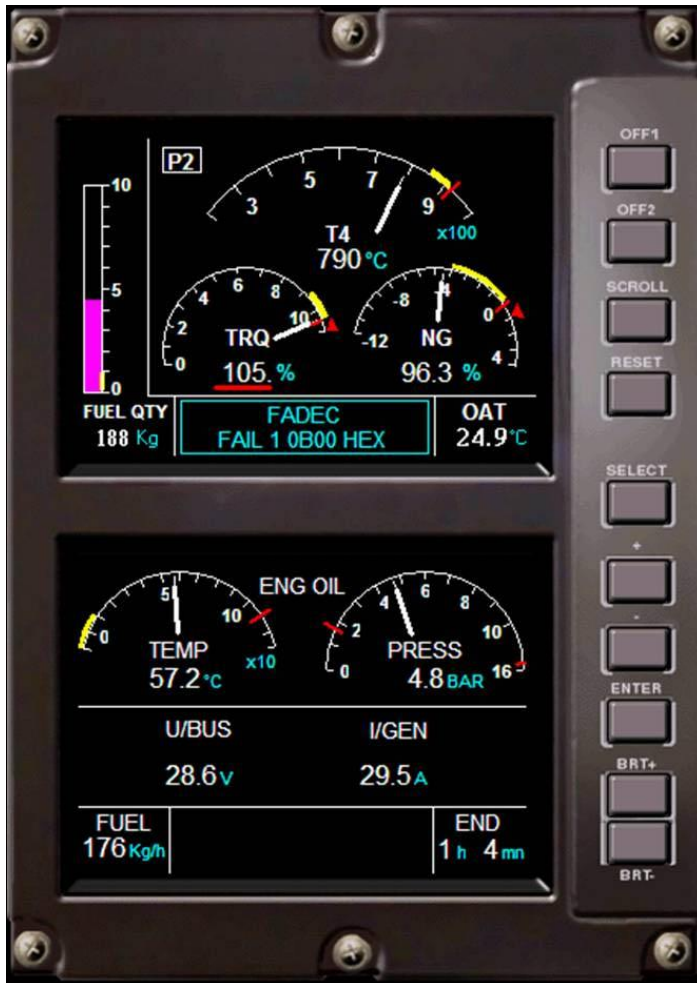 OFF1
OFF2
SCROLL
RESET
SELECT
+
-
ENTER
BRT+
BRT-
P2
3 5 7 9
x100
T4
790 °C
10
5
0
0 2 4 6 8 10
TRQ
105. %
-12 -8 -4 0 4
NG
96.3 %
FUEL QTY
188 Kg
FADEC
FAIL 1 0B00 HEX
OAT
24.9°C
ENG OIL
0 5 10
TEMP
x10
57.2°C
0 2 4 6 8 10 16
PRESS
4.8 BAR
U/BUS
I/GEN
28.6 V
29.5 A
FUEL
176 Kg/h
END
1 h 4 mn